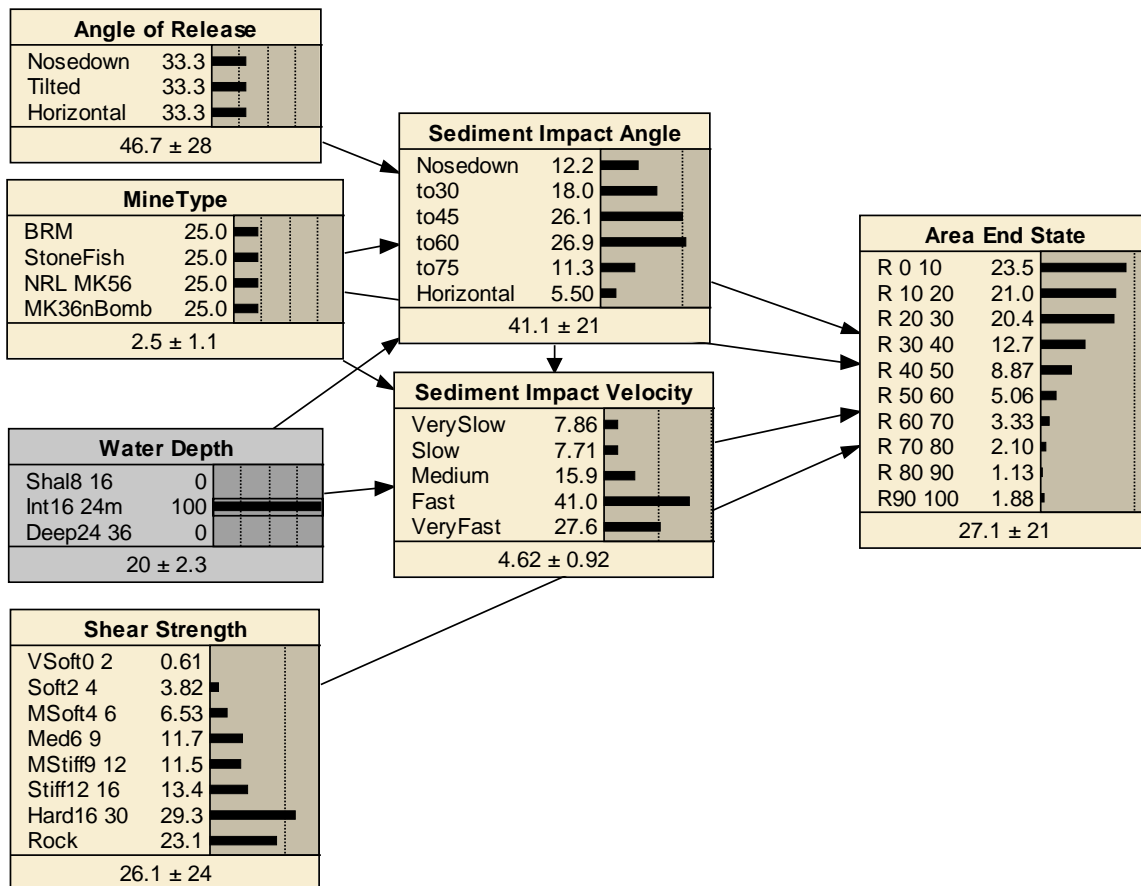 Angle of Release
Nosedown 33.3
Tilted 33.3
Horizontal 33.3
46.7 ± 28
MineType
BRM 25.0
StoneFish 25.0
NRL MK56 25.0
MK36nBomb 25.0
2.5 ± 1.1
Water Depth
Shal8 16 0
Int16 24m 100
Deep24 36 0
20 ± 2.3
Shear Strength
VSoft0 2 0.61
Soft2 4 3.82
MSoft4 6 6.53
Med6 9 11.7
MStiff9 12 11.5
Stiff12 16 13.4
Hard16 30 29.3
Rock 23.1
26.1 ± 24
Sediment Impact Angle
Nosedown 12.2
to30 18.0
to45 26.1
to60 26.9
to75 11.3
Horizontal 5.50
41.1 ± 21
Sediment Impact Velocity
VerySlow 7.86
Slow 7.71
Medium 15.9
Fast 41.0
VeryFast 27.6
4.62 ± 0.92
Area End State
R 0 10 23.5
R 10 20 21.0
R 20 30 20.4
R 30 40 12.7
R 40 50 8.87
R 50 60 5.06
R 60 70 3.33
R 70 80 2.10
R 80 90 1.13
R90 100 1.88
27.1 ± 21